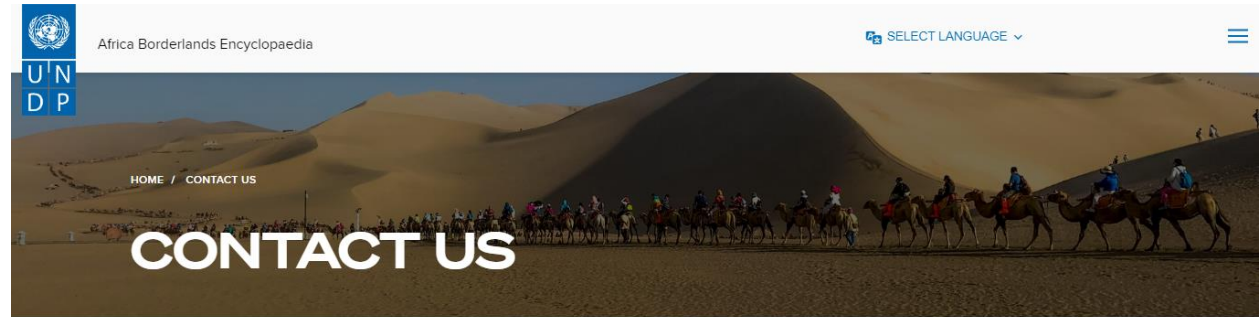 U N
D P
Africa Borderlands Encyclopaedia
SELECT LANGUAGE
HOME / CONTACT US
CONTACT US